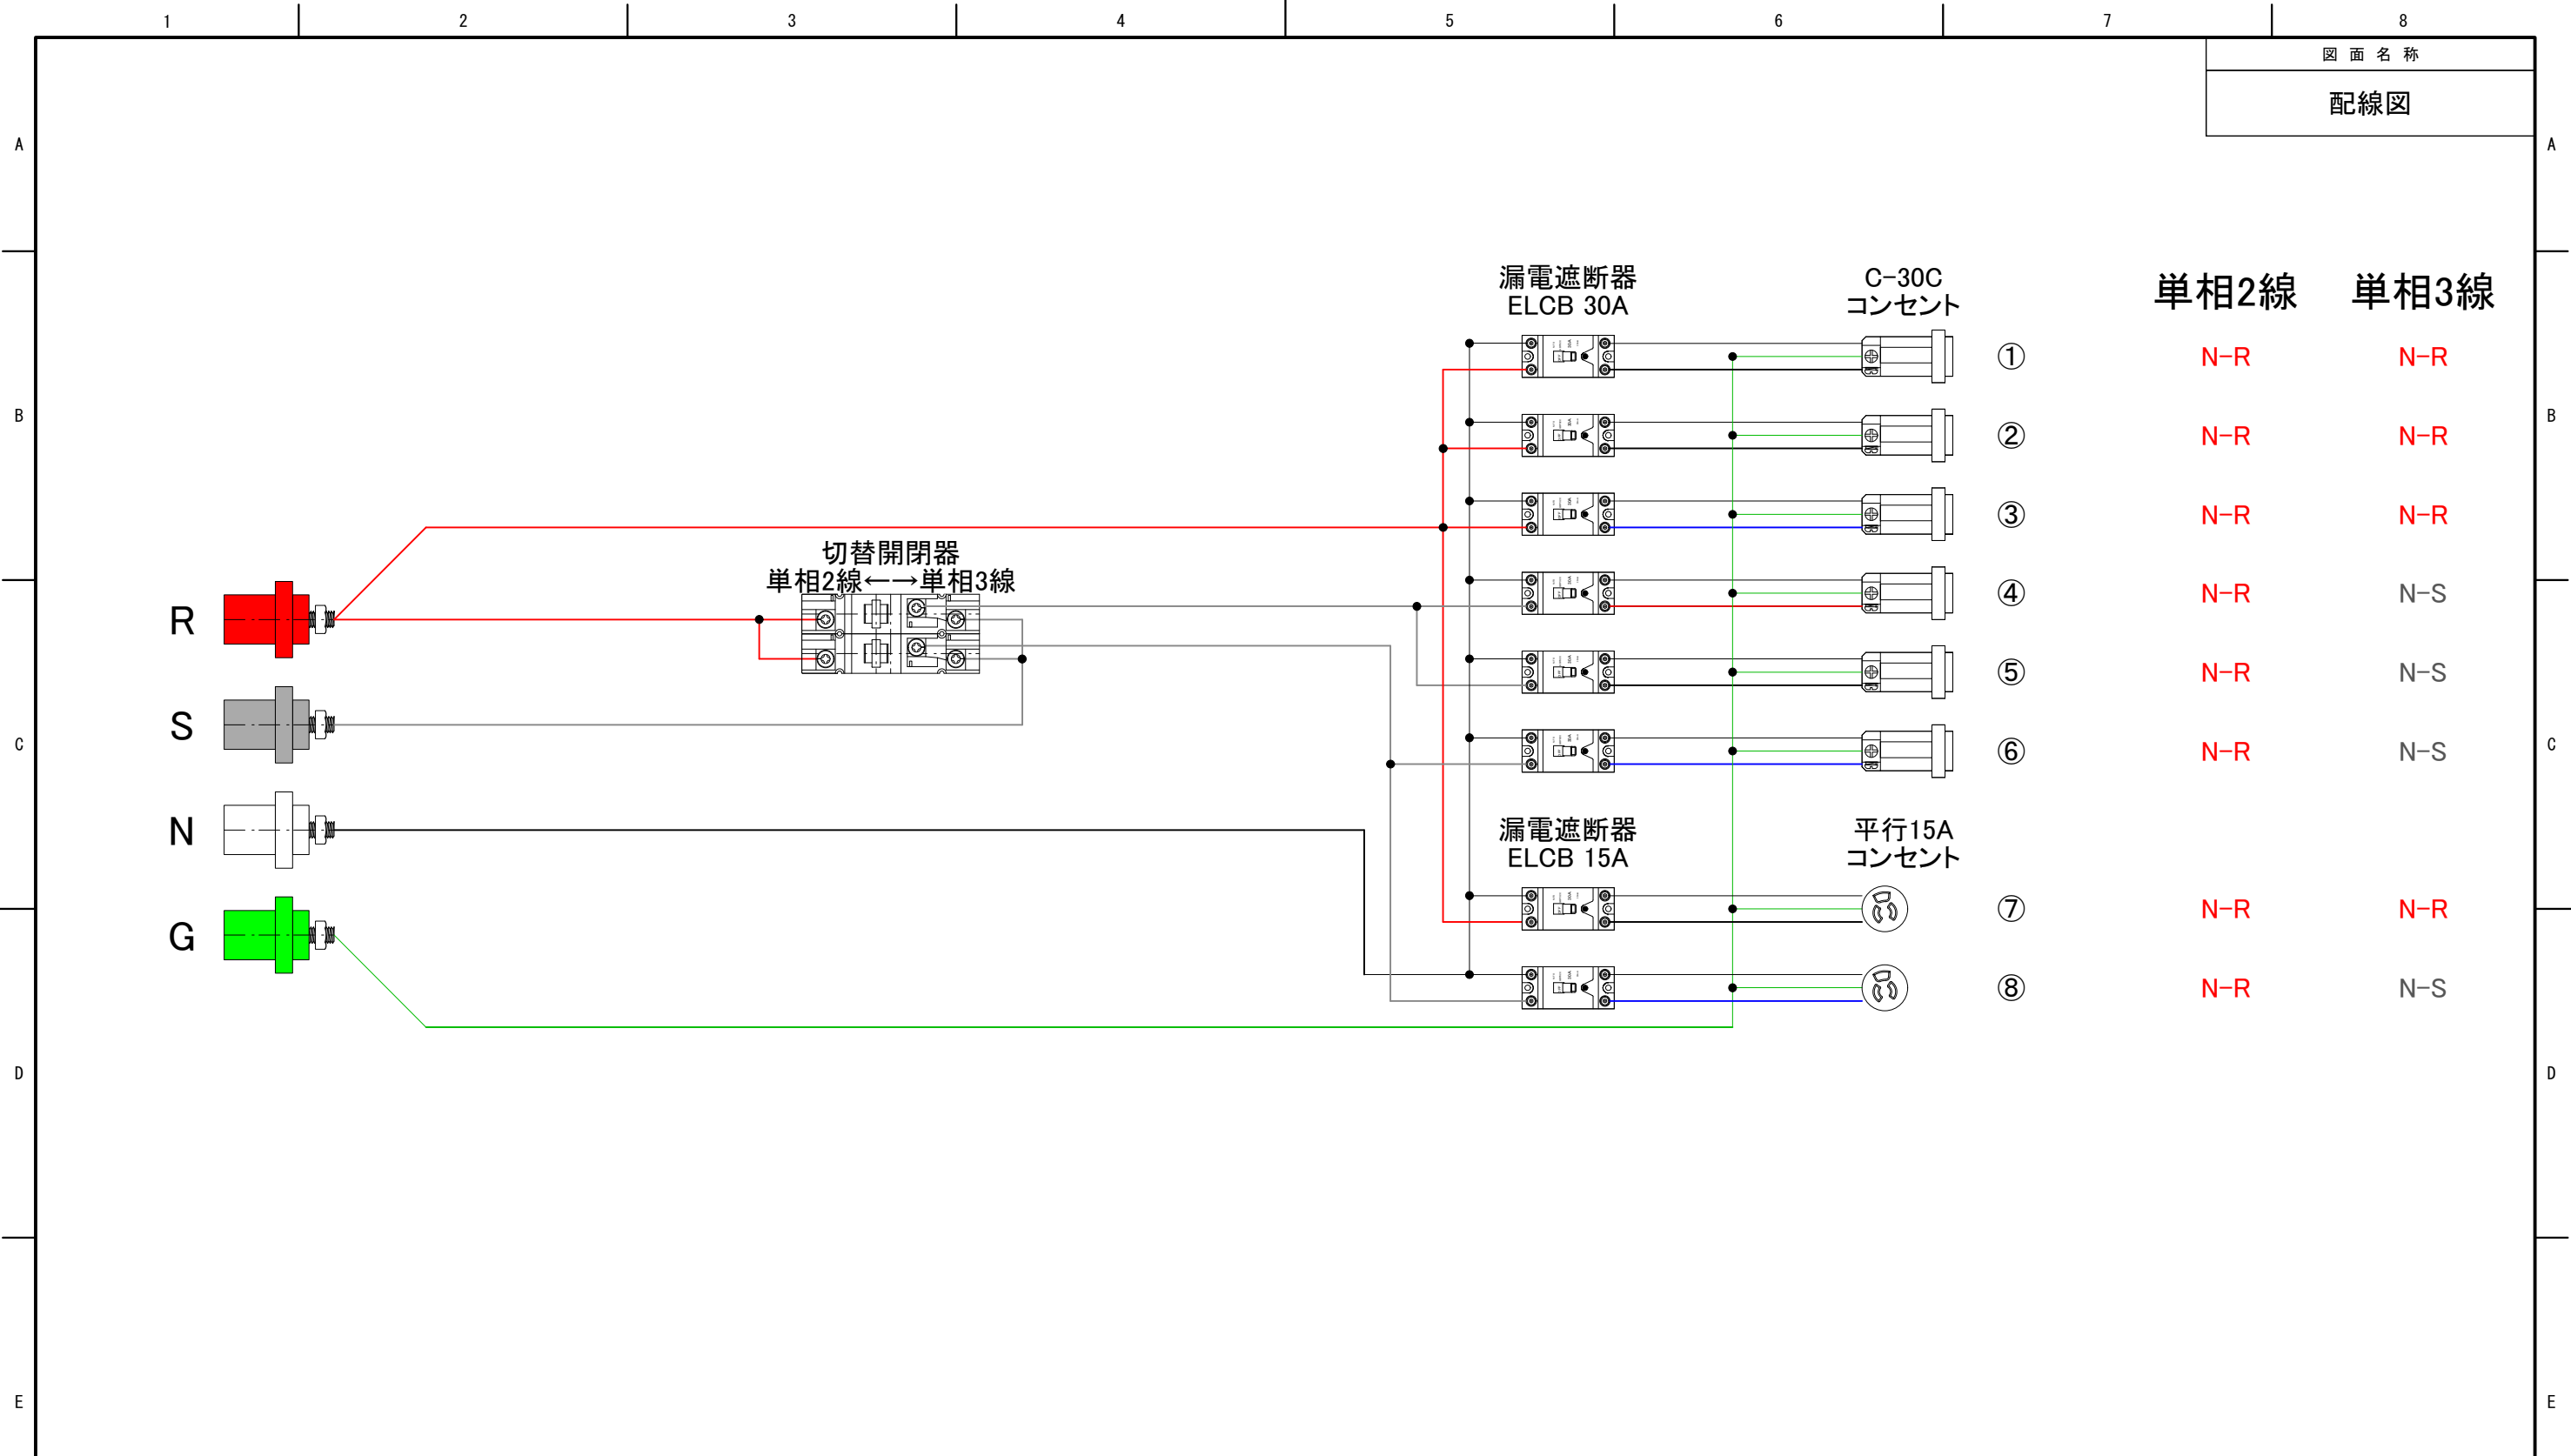 1 2 3 4 5 6 7 8
図面名称
配線図
A A
漏電遮断器 C-30C
ELCB 30A コンセント
単相2線 単相3線
① N-R N-R
B B
② N-R N-R
③ N-R N-R
切替開閉器
単相2線←→単相3線
④ N-R N-S
R
⑤ N-R N-S
S
C C
⑥ N-R N-S
N
漏電遮断器 平行15A
ELCB 15A コンセント
⑦ N-R N-R
G
⑧ N-R N-S
D D
E E